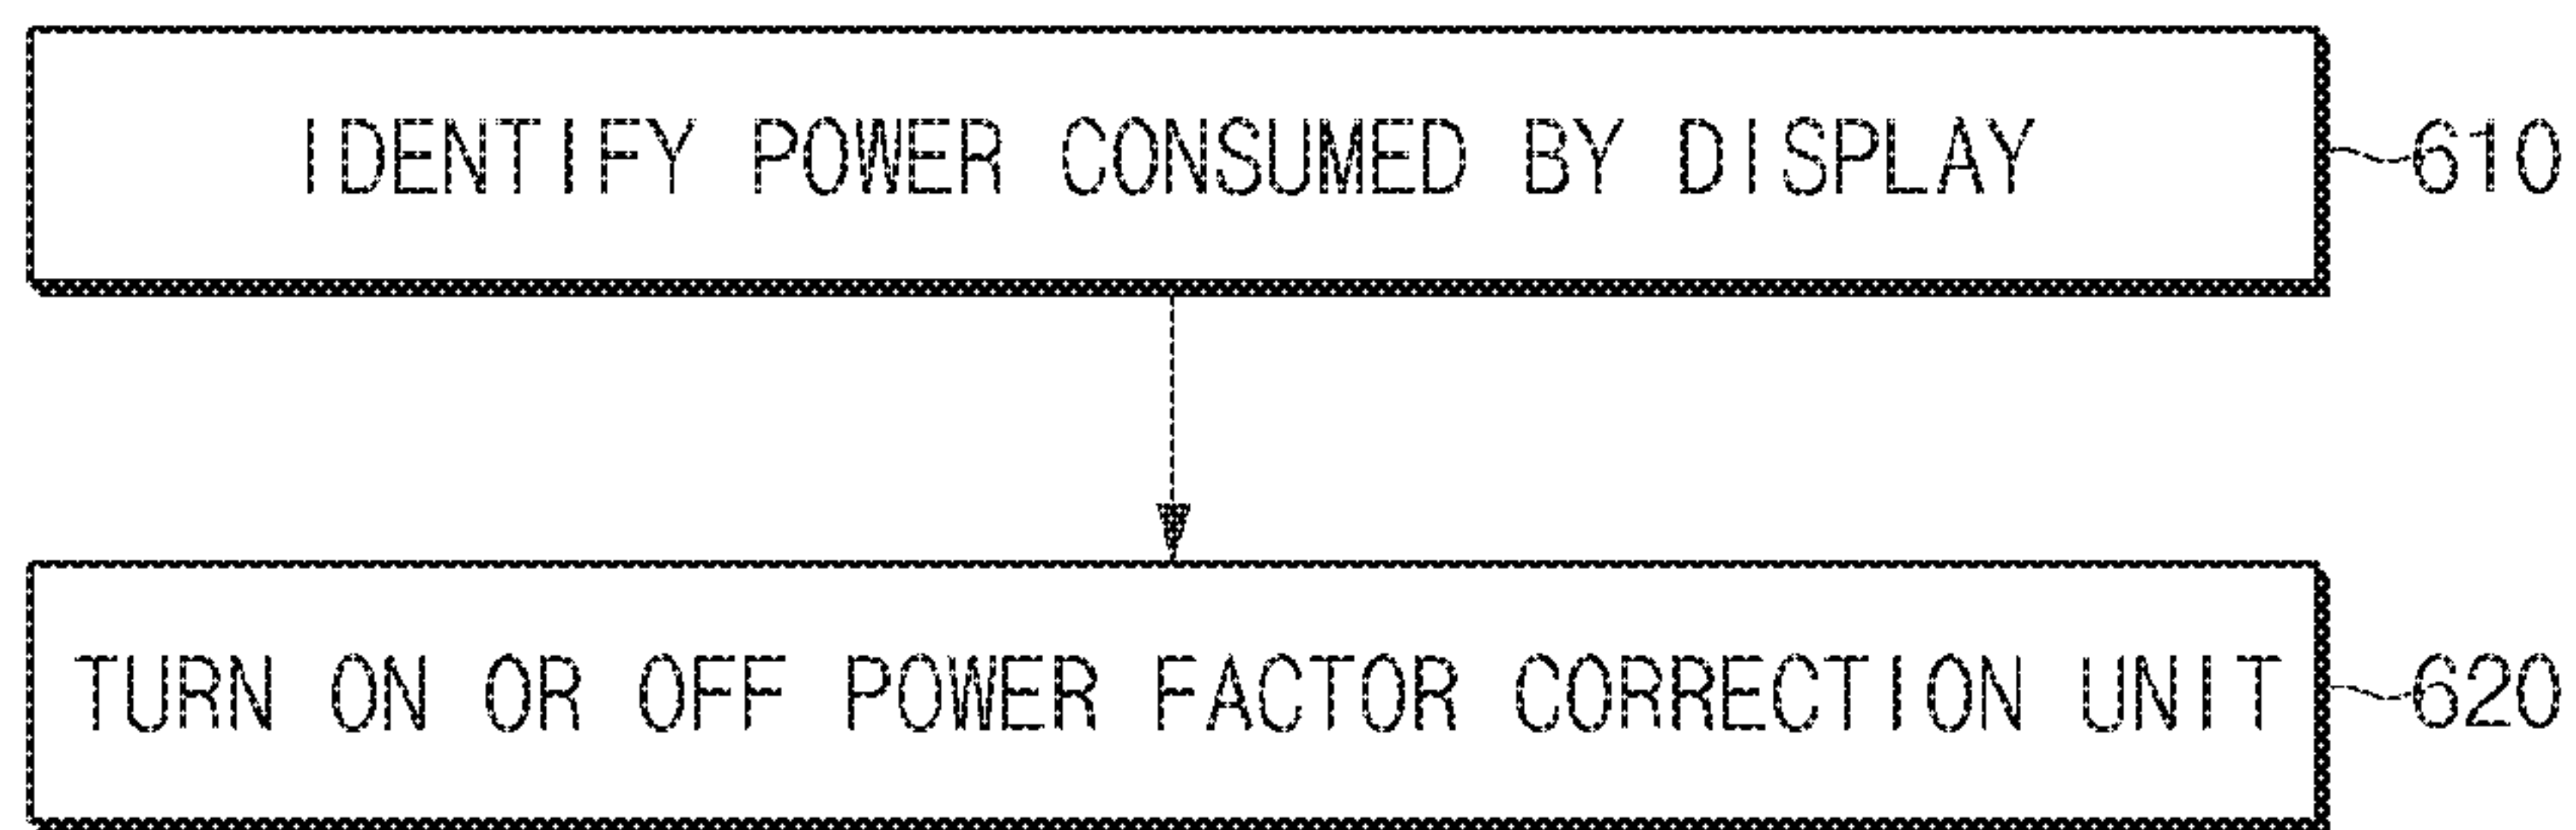 IDENTIFY POWER CONSUMED BY DISPLAY
610
TURN ON OR OFF POWER FACTOR CORRECTION UNIT
620